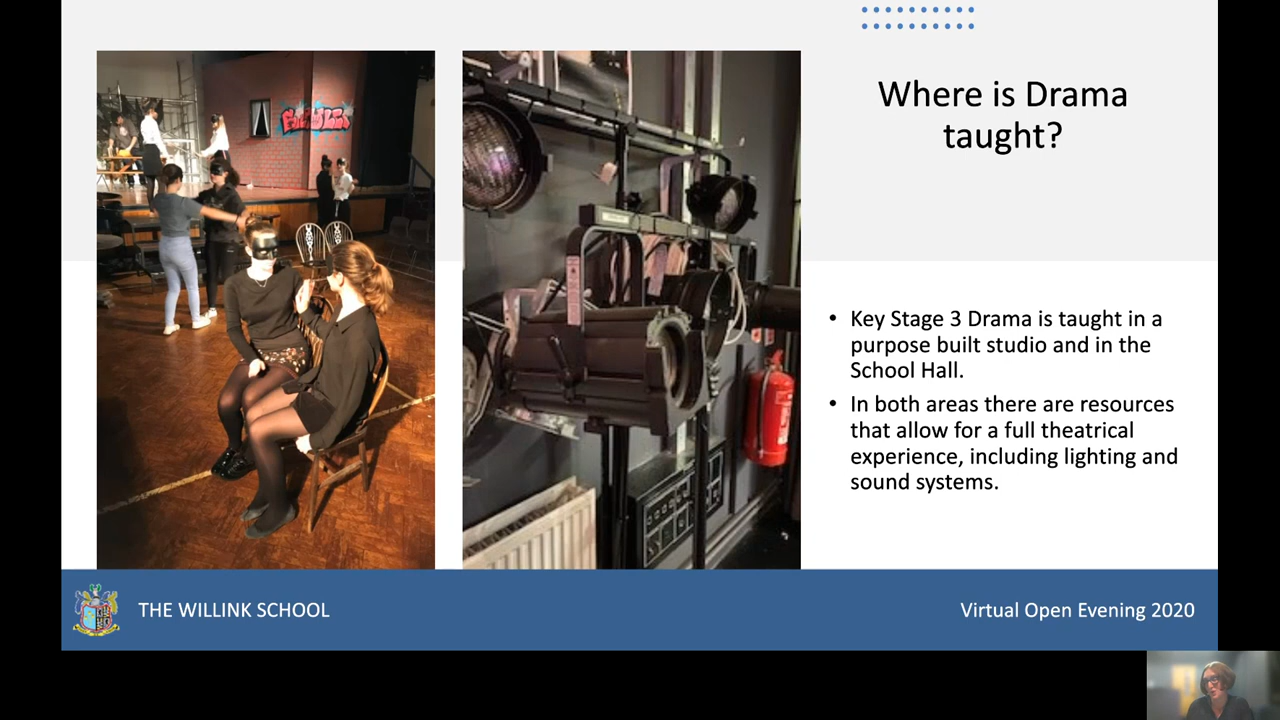 Where is Drama
taught?
• Key Stage 3 Drama is taught in a
purpose built studio and in the
School Hall.
• In both areas there are resources
that allow for a full theatrical
experience, including lighting and
sound systems.
THE WILLINK SCHOOL
Virtual Open Evening 2020